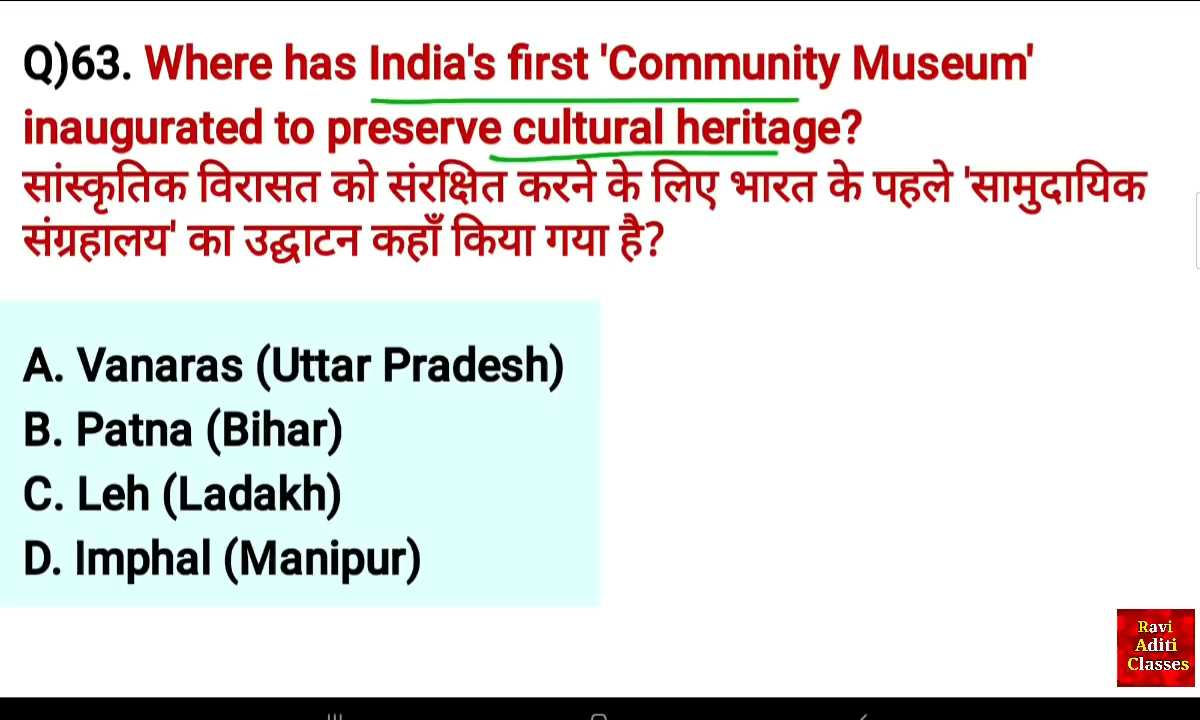 Q)63. Where has India's first 'Community Museum'
inaugurated to preserve cultural heritage?
सांस्कृतिक विरासत को संरक्षित करने के लिए भारत के पहले 'सामुदायिक
संग्रहालय' का उद्घाटन कहाँ किया गया है?
A. Vanaras (Uttar Pradesh)
B. Patna (Bihar)
C. Leh (Ladakh)
D. Imphal (Manipur)
Ravi
Aditi
Classes